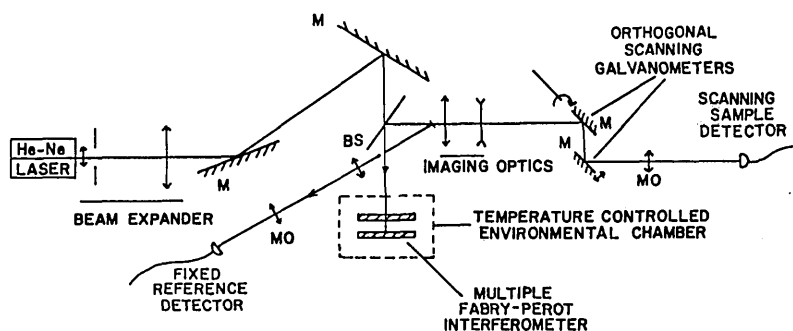 M
ORTHOGONAL
SCANNING
GALVANOMETERS
SCANNING
SAMPLE
DETECTOR
He-Ne
LASER
M
BEAM EXPANDER
BS
IMAGING OPTICS
M
M
MO
MO
FIXED
REFERENCE
DETECTOR
TEMPERATURE CONTROLLED
ENVIRONMENTAL CHAMBER
MULTIPLE
FABRY-PEROT
INTERFEROMETER